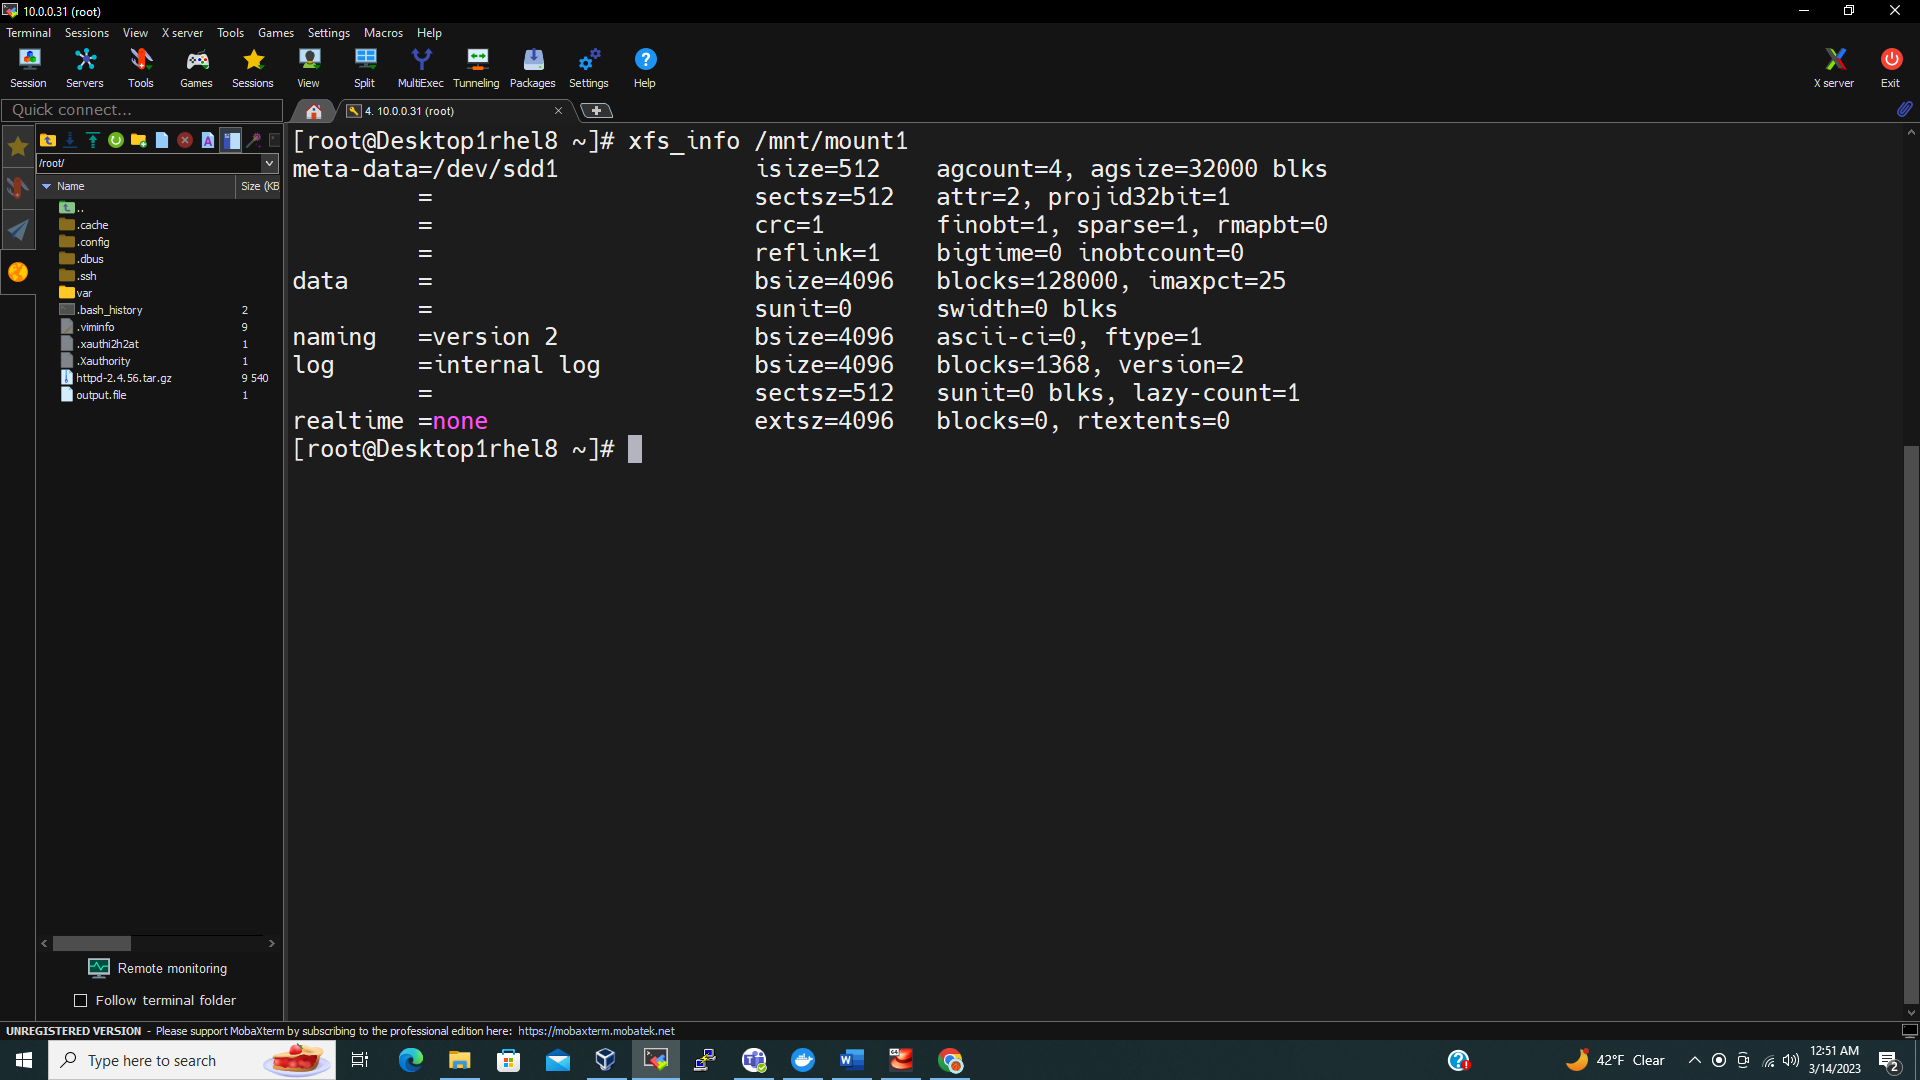 10.0.0.31 (root)
Terminal Sessions View X server Tools Games Settings Macros Help
Session Servers Tools Games Sessions View Split MultiExec Tunneling Packages Settings Help X server Exit
Quick connect...
4. 10.0.0.31 (root)
/root/
Name Size (KB
..
.cache
.config
.dbus
.ssh
var
.bash_history 2
.viminfo 9
.xauthi2h2at 1
.Xauthority 1
httpd-2.4.56.tar.gz 9 540
output.file 1
[root@Desktop1rhel8 ~]# xfs_info /mnt/mount1
meta-data=/dev/sdd1 isize=512 agcount=4, agsize=32000 blks
= sectsz=512 attr=2, projid32bit=1
= crc=1 finobt=1, sparse=1, rmapbt=0
= reflink=1 bigtime=0 inobtcount=0
data = bsize=4096 blocks=128000, imaxpct=25
= sunit=0 swidth=0 blks
naming =version 2 bsize=4096 ascii-ci=0, ftype=1
log =internal log bsize=4096 blocks=1368, version=2
= sectsz=512 sunit=0 blks, lazy-count=1
realtime =none extsz=4096 blocks=0, rtextents=0
[root@Desktop1rhel8 ~]#
Remote monitoring
Follow terminal folder
UNREGISTERED VERSION - Please support MobaXterm by subscribing to the professional edition here: https://mobaxterm.mobatek.net
Type here to search
42°F Clear
12:51 AM
3/14/2023
2